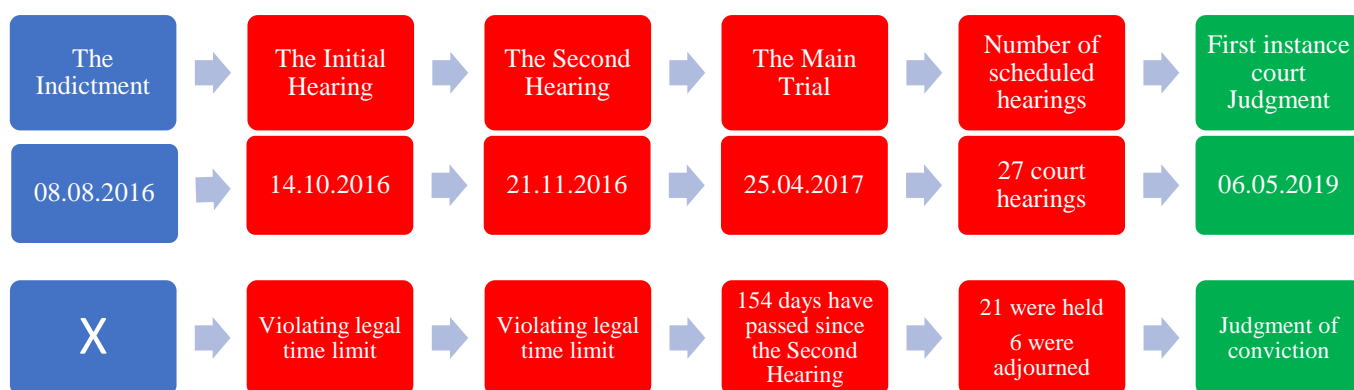 The
Indictment
The Initial
Hearing
The Second
Hearing
The Main
Trial
Number of
scheduled
hearings
First instance
court
Judgment
08.08.2016
14.10.2016
21.11.2016
25.04.2017
27 court
hearings
06.05.2019
X
Violating legal
time limit
Violating legal
time limit
154 days have
passed since
the Second
Hearing
21 were held
6 were
adjourned
Judgment of
conviction